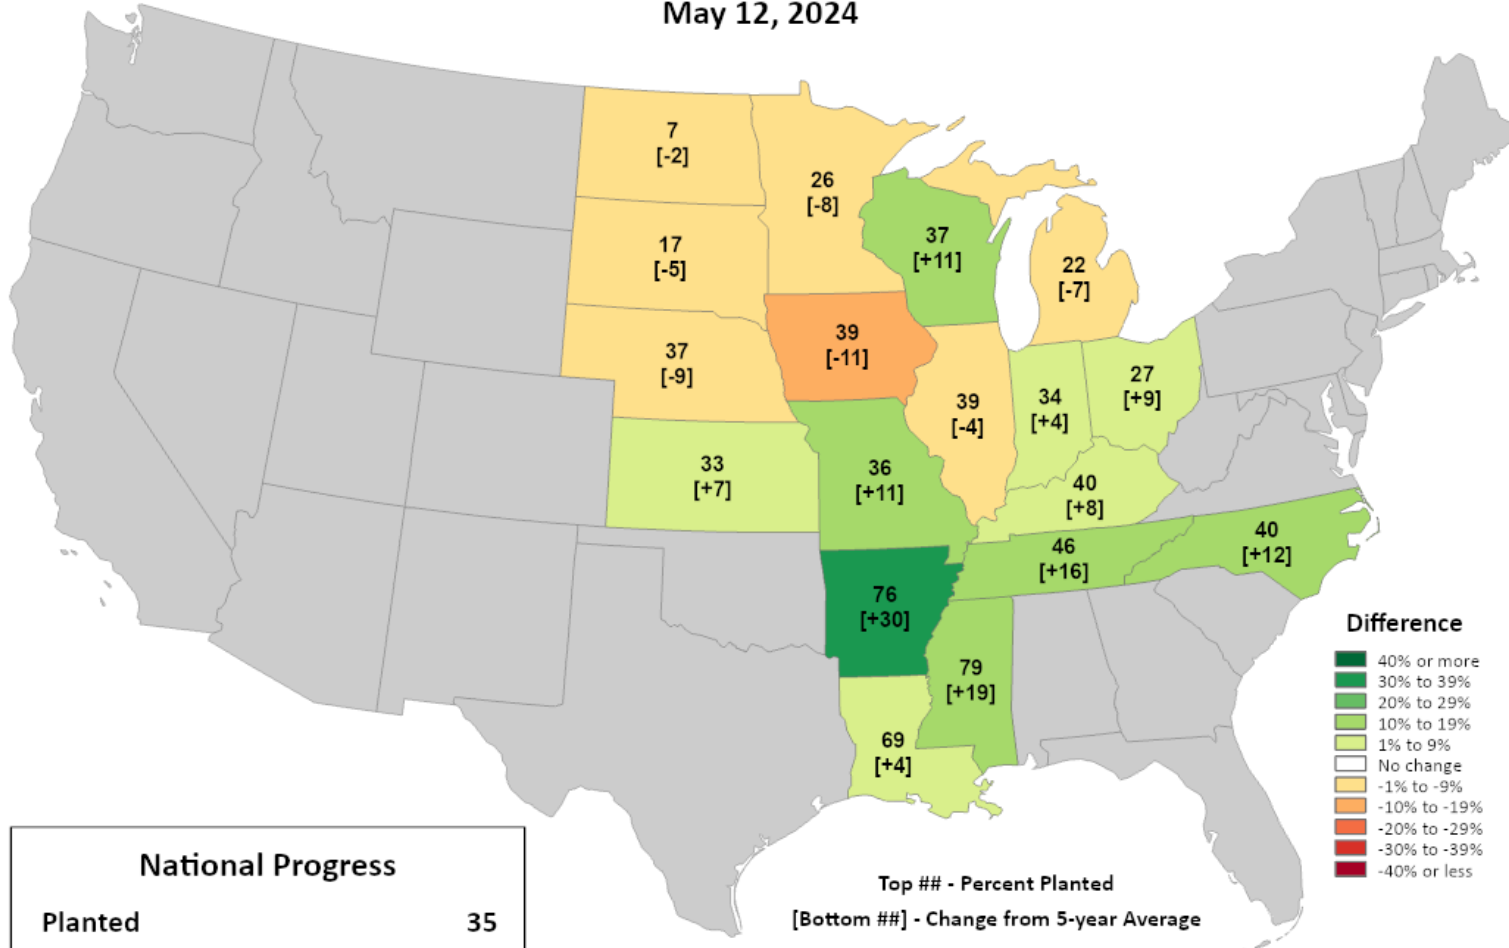 May 12, 2024
7
[-2]
26
[-8]
37
[+11]
22
[-7]
17
[-5]
39
[-11]
37
[-9]
39
[-4]
34
[+4]
27
[+9]
33
[+7]
36
[+11]
40
[+8]
46
[+16]
40
[+12]
76
[+30]
79
[+19]
69
[+4]
Difference
40% or more
30% to 39%
20% to 29%
10% to 19%
1% to 9%
No change
-1% to -9%
-10% to -19%
-20% to -29%
-30% to -39%
-40% or less
National Progress
Planted 35
Top ## - Percent Planted
[Bottom ##] - Change from 5-year Average